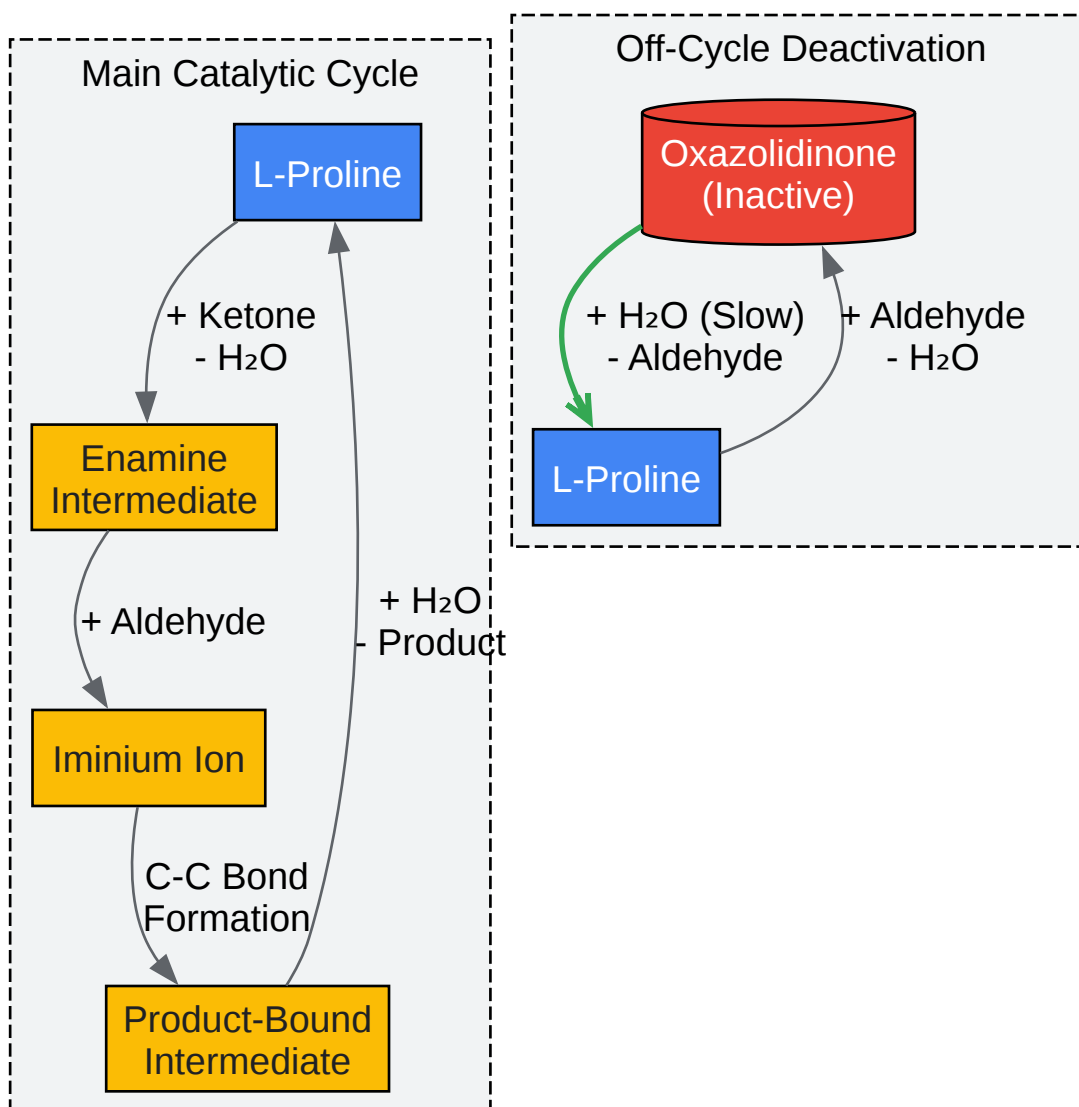 Main Catalytic Cycle
L-Proline
+ Ketone
- H₂O
Enamine
Intermediate
+ Aldehyde
Iminium Ion
C-C Bond
Formation
Product-Bound
Intermediate
+ H₂O
- Product
Off-Cycle Deactivation
Oxazolidinone
(Inactive)
+ H₂O (Slow)
- Aldehyde
+ Aldehyde
- H₂O
L-Proline